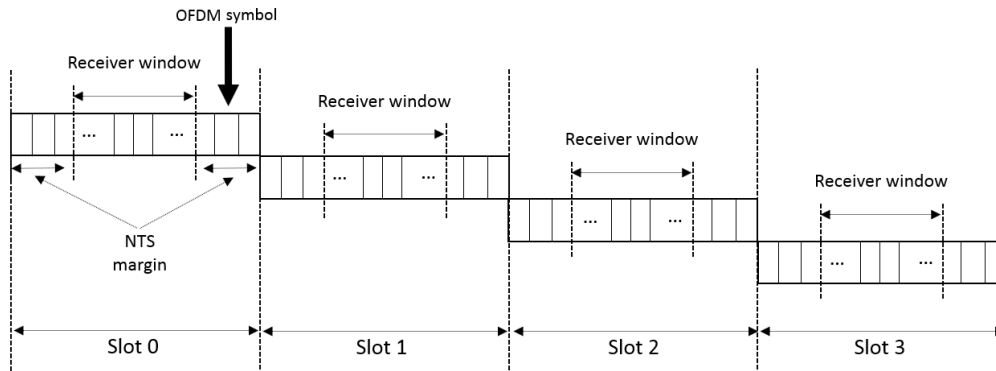 OFDM symbol
Receiver window
Receiver window
Receiver window
Receiver window
...
...
...
...
...
...
...
...
NTS
margin
Slot 0
Slot 1
Slot 2
Slot 3